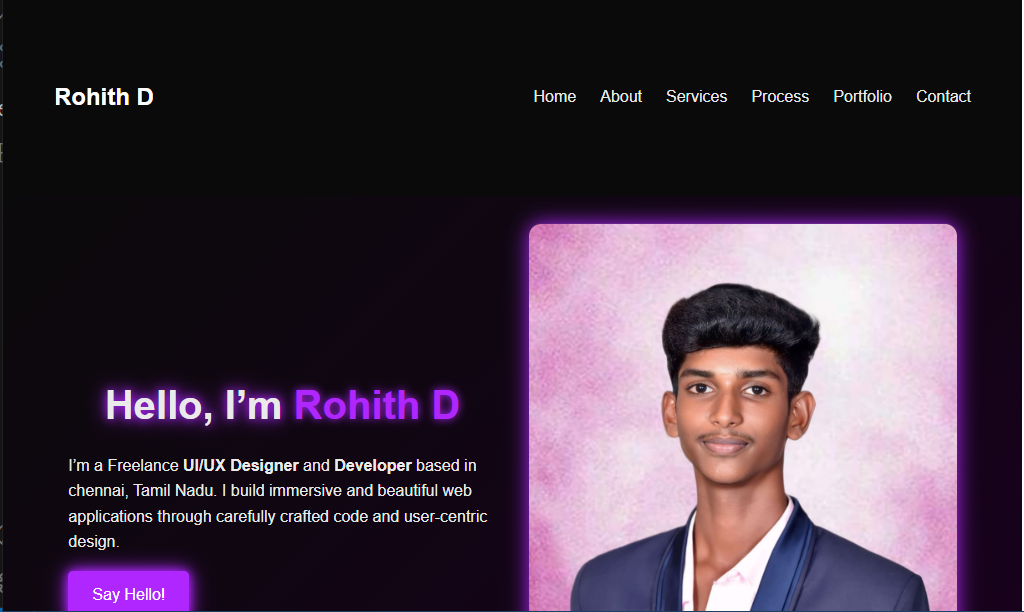 Rohith D
Home About Services Process Portfolio Contact
Hello, I’m Rohith D
I’m a Freelance UI/UX Designer and Developer based in
chennai, Tamil Nadu. I build immersive and beautiful web
applications through carefully crafted code and user-centric
design.
Say Hello!